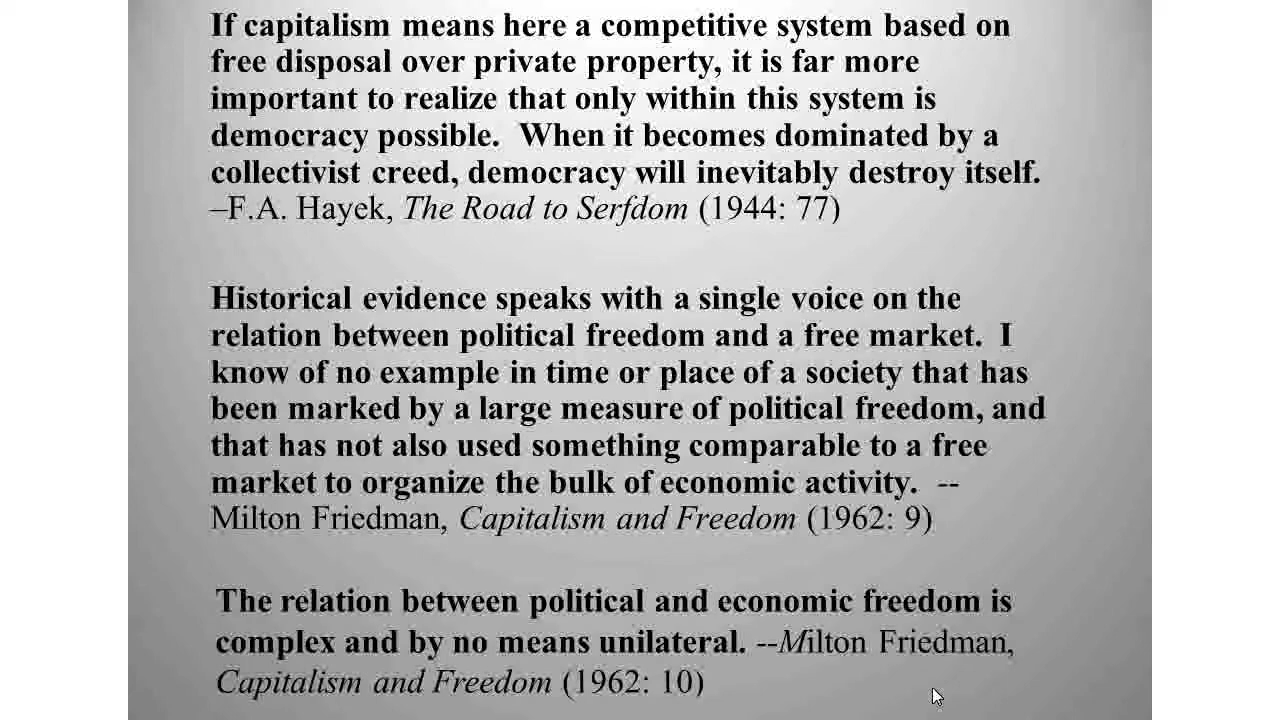 If capitalism means here a competitive system based on
free disposal over private property, it is far more
important to realize that only within this system is
democracy possible.  When it becomes dominated by a
collectivist creed, democracy will inevitably destroy itself.
–F.A. Hayek, The Road to Serfdom (1944: 77)
Historical evidence speaks with a single voice on the
relation between political freedom and a free market.  I
know of no example in time or place of a society that has
been marked by a large measure of political freedom, and
that has not also used something comparable to a free
market to organize the bulk of economic activity.  --
Milton Friedman, Capitalism and Freedom (1962: 9)
The relation between political and economic freedom is
complex and by no means unilateral. --Milton Friedman,
Capitalism and Freedom (1962: 10)